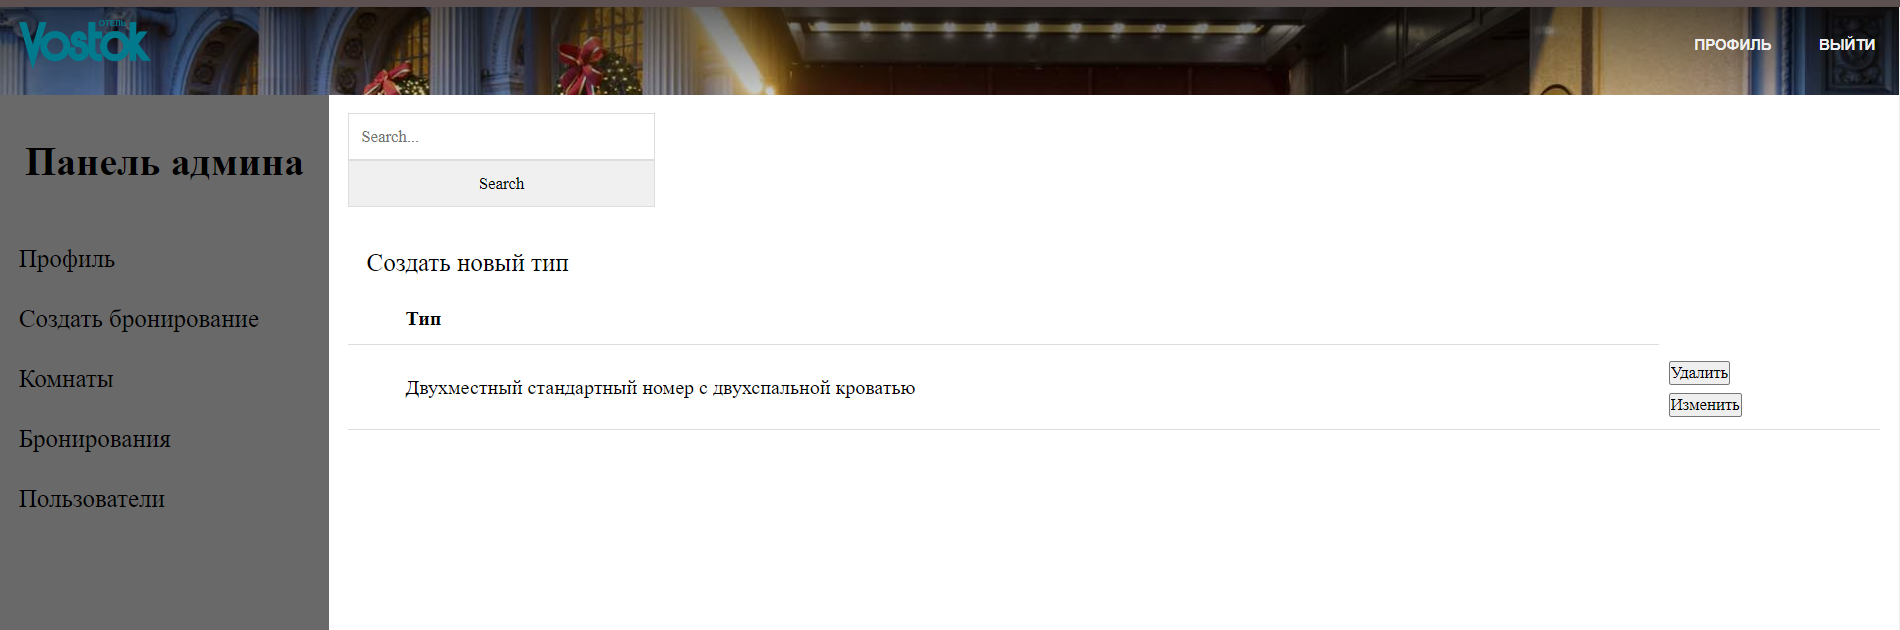 ОТЕЛЬ
Vostok
ПРОФИЛЬ
ВЫЙТИ
Панель админа
Профиль
Создать бронирование
Комнаты
Бронирования
Пользователи
Search...
Search
Создать новый тип
Тип
Двухместный стандартный номер с двухспальной кроватью
Удалить
Изменить